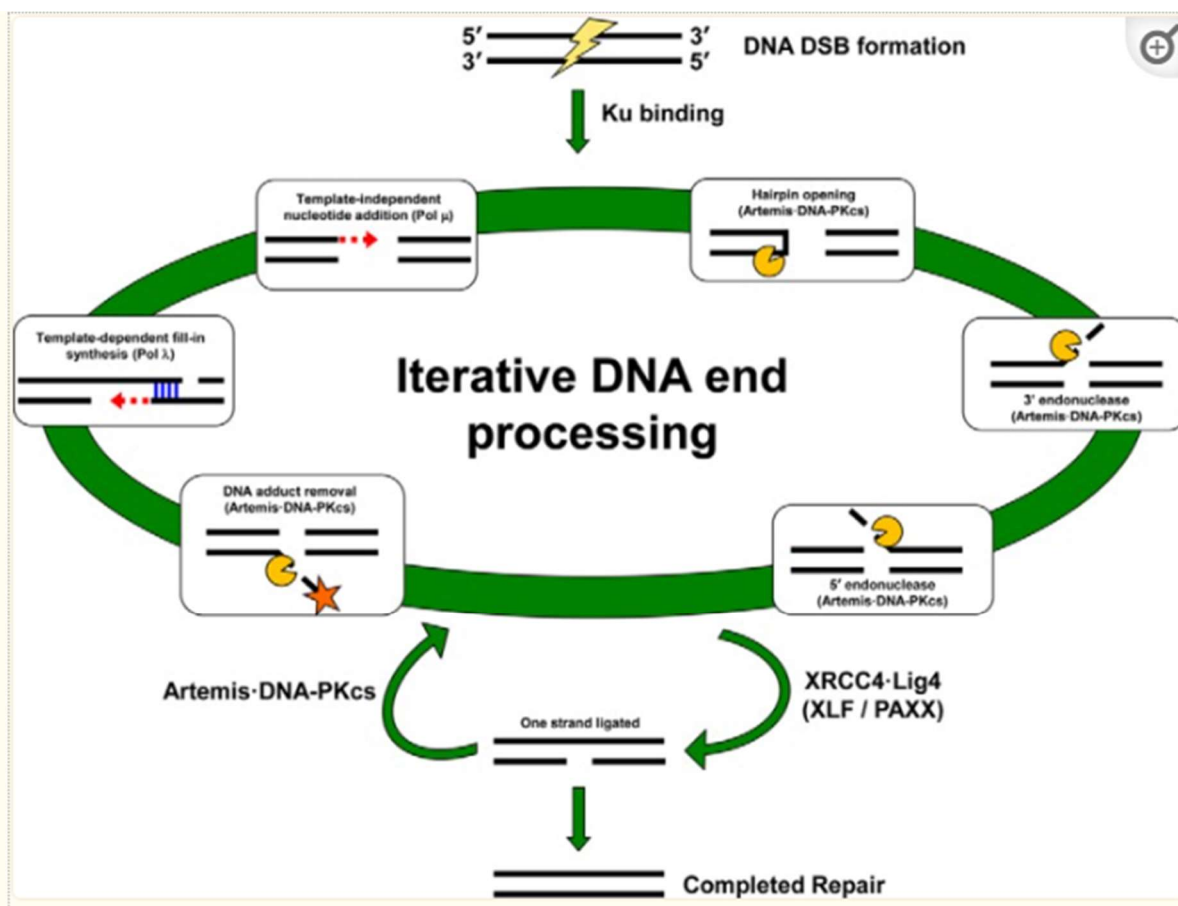 5′ 3′
3′ 5′
DNA DSB formation
Ku binding
Template-independent
nucleotide addition (Pol μ)
Hairpin opening
(Artemis·DNA-PKcs)
Template-dependent fill-in
synthesis (Pol λ)
3′ endonuclease
(Artemis·DNA-PKcs)
Iterative DNA end
processing
DNA adduct removal
(Artemis·DNA-PKcs)
5′ endonuclease
(Artemis·DNA-PKcs)
Artemis·DNA-PKcs
XRCC4·Lig4
(XLF / PAXX)
One strand ligated
Completed Repair